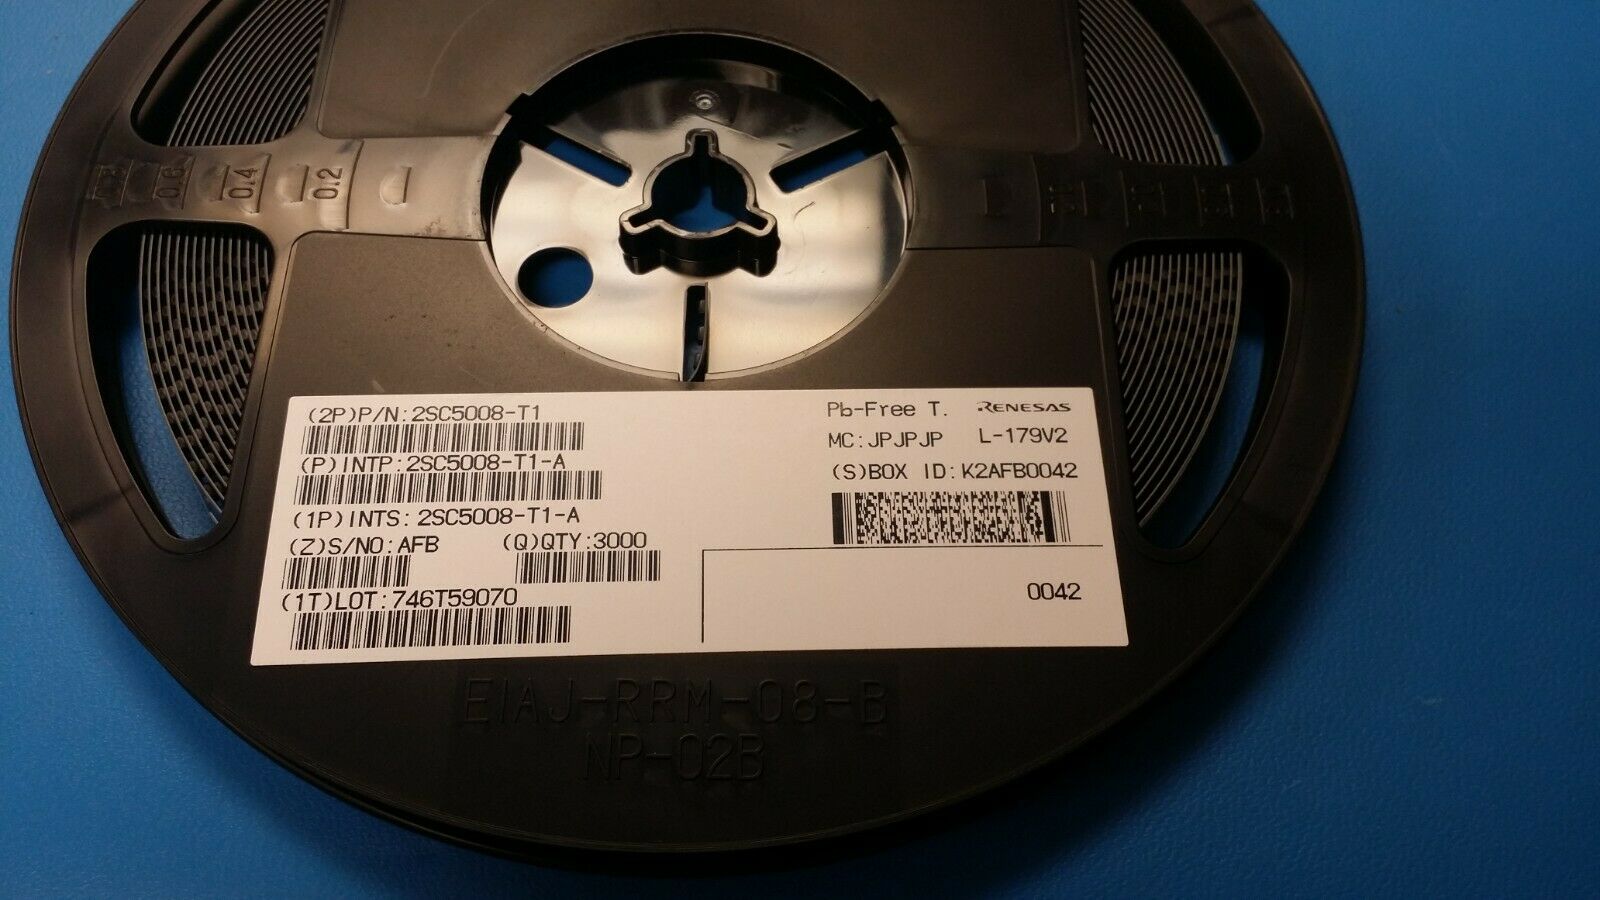 0.6
0.4
0.2
(2P)P/N:2SC5008-T1
(P)INTP:2SC5008-T1-A
(1P)INTS:2SC5008-T1-A
(Z)S/NO:AFB (Q)QTY:3000
(1T)LOT:746T59070
Pb-Free T. RENESAS
MC:JPJPJP L-179V2
(S)BOX ID:K2AFB0042
0042
EIAJ-RRM-08-B
NP-02B